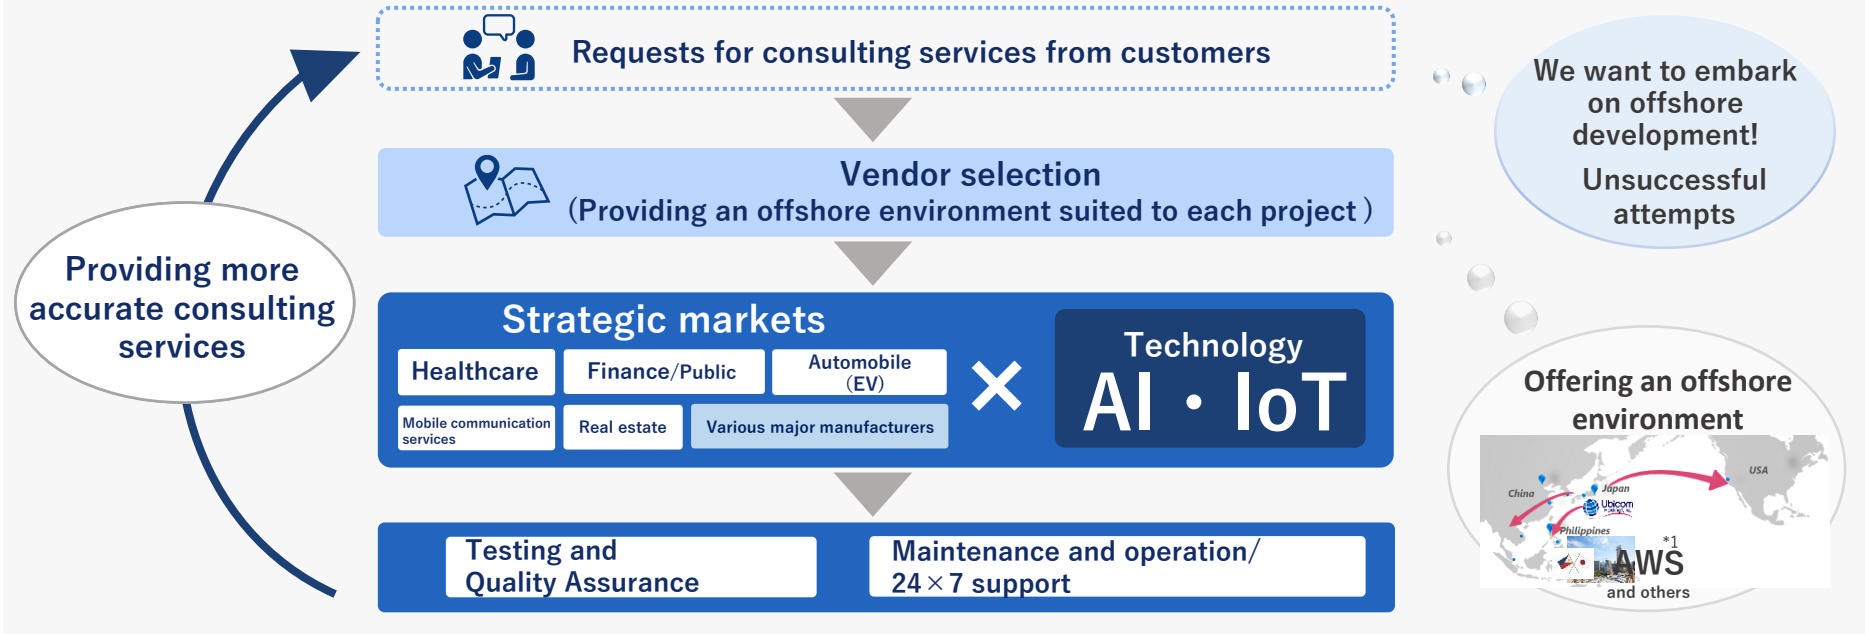 Requests for consulting services from customers
Vendor selection
(Providing an offshore environment suited to each project)
Strategic markets
Healthcare
Finance/Public
Automobile
(EV)
Mobile communication
services
Real estate
Various major manufacturers
×
Technology
AI・IoT
Testing and
Quality Assurance
Maintenance and operation/
24×7 support
Providing more
accurate consulting
services
We want to embark
on offshore
development!
Unsuccessful
attempts
Offering an offshore
environment
USA
China
Japan
Ubicom
Philippines
*1
AWS
and others